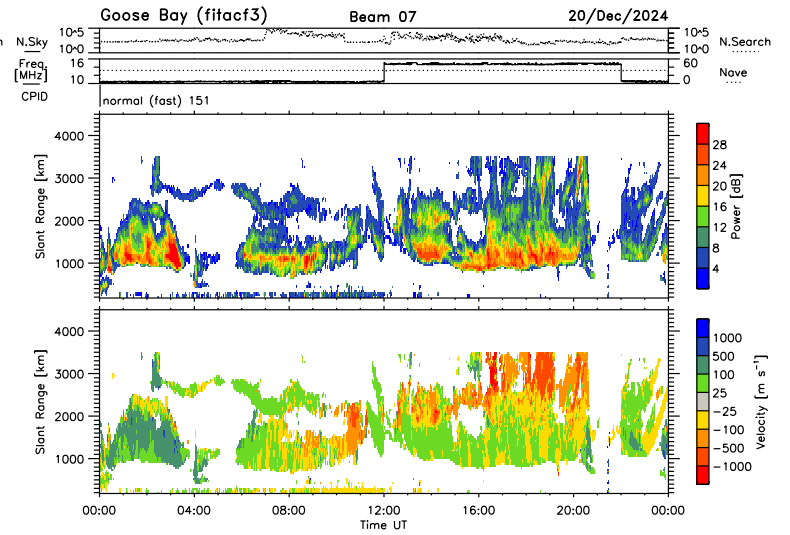 Goose Bay (fitacf3) Beam 07 20/Dec/2024
n N.Sky 10^5 10^5 N.Search
10^0 10^0
Freq. 16 60 Nave
[MHz] 10 0
CPID normal (fast) 151
Slant Range [km]
4000
3000
2000
1000
28
24
20
16
12
8
4
Power [dB]
Slant Range [km]
4000
3000
2000
1000
1000
500
100
25
−25
−100
−500
−1000
Velocity [m s⁻¹]
00:00 04:00 08:00 12:00 16:00 20:00 00:00
Time UT